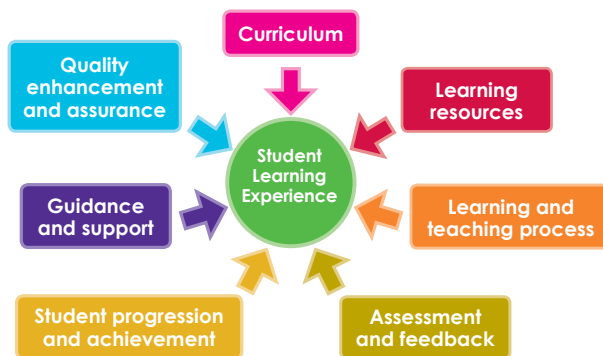 Curriculum
Quality
enhancement
and assurance
Learning
resources
Student
Learning
Experience
Guidance
and support
Learning and
teaching process
Student progression
and achievement
Assessment
and feedback